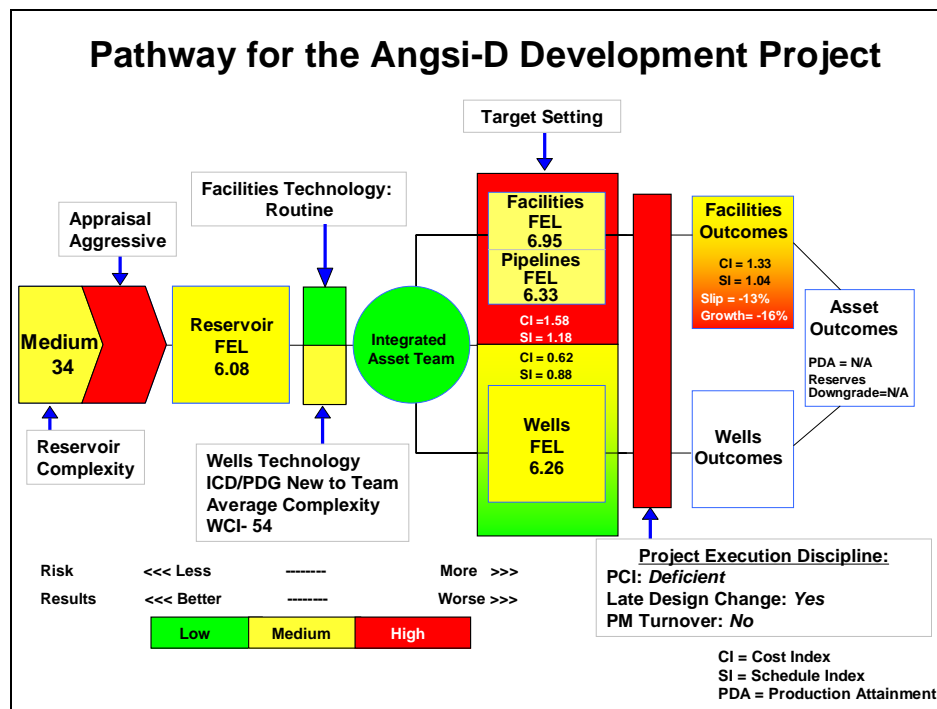 Pathway for the Angsi-D Development Project
Target Setting
Facilities Technology:
Routine
Appraisal
Aggressive
Medium
34
Reservoir
FEL
6.08
Integrated
Asset Team
Facilities
FEL
6.95
Pipelines
FEL
6.33
CI =1.58
SI = 1.18
CI = 0.62
SI = 0.88
Wells
FEL
6.26
Facilities
Outcomes
CI = 1.33
SI = 1.04
Slip = -13%
Growth= -16%
Asset
Outcomes
PDA = N/A
Reserves
Downgrade=N/A
Wells
Outcomes
Reservoir
Complexity
Wells Technology
ICD/PDG New to Team
Average Complexity
WCI- 54
Project Execution Discipline:
PCI: Deficient
Late Design Change: Yes
PM Turnover: No
Risk <<< Less -------- More >>>
Results <<< Better -------- Worse >>>
Low Medium High
CI = Cost Index
SI = Schedule Index
PDA = Production Attainment